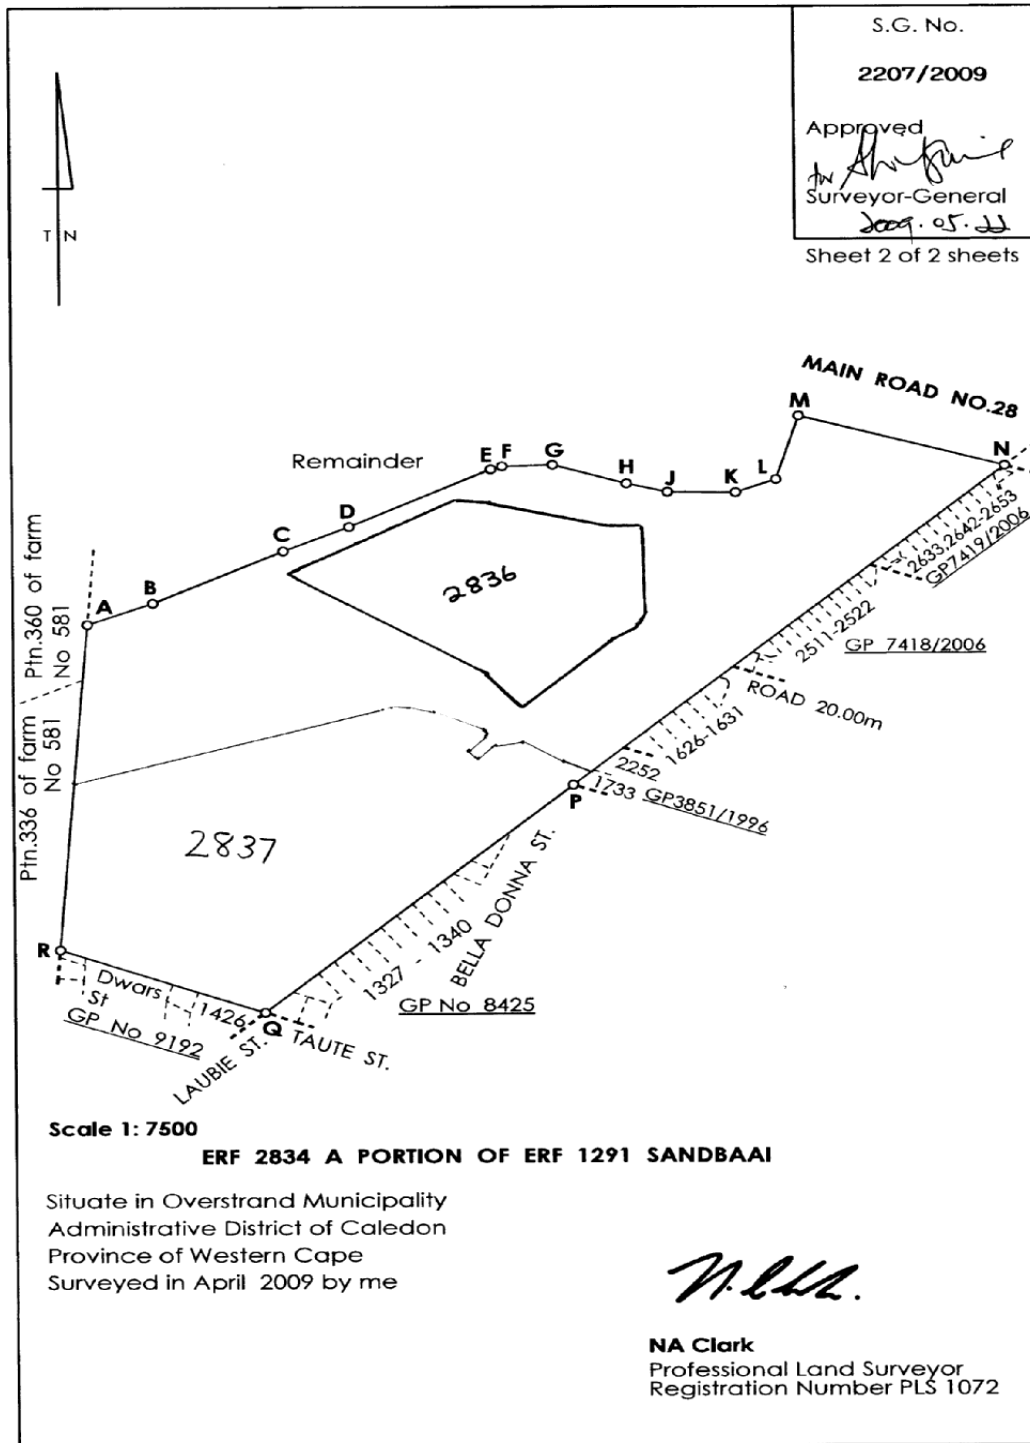 S.G. No.
2207/2009
Approved
for
Surveyor-General
2009.05.22
Sheet 2 of 2 sheets
T N
MAIN ROAD NO.28
M
N
Remainder
E F G H J K L
D
C
B
A
Ptn.360 of farm
No 581
Ptn.336 of farm
No 581
2836
2633,2642-2653
GP7419/2006
2511-2522
GP 7418/2006
ROAD 20.00m
1626-1631
2252
1733 GP3851/1996
P
2837
BELLA DONNA ST.
1327 - 1340
GP No 8425
R
Dwars
St
1426
GP No 9192
Q
TAUTE ST.
LAUBIE ST.
Scale 1: 7500
ERF 2834 A PORTION OF ERF 1291 SANDBAAI
Situate in Overstrand Municipality
Administrative District of Caledon
Province of Western Cape
Surveyed in April 2009 by me
NA Clark
Professional Land Surveyor
Registration Number PLS 1072